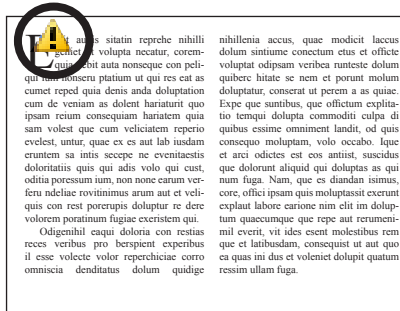 E sitatin reprehe nihilli
volupta necatur, corem-
quia auta nonseque con peli-
qui ptatium ut qui res eat as
cumet reped quia denis anda doluptation
cum de veniam as dolent hariaturit quo
ipsam reium consequiam hariatem quia
sam volest que cum veliciatem reperio
evelest, untur, quae ex es aut lab iusdam
eruntem sa intis secepe ne evenitaestis
doloritatiis quis qui adis volo qui cust,
oditia poressum ium, non none earum ver-
feru ndeliae rovitinimus arum aut et veli-
quis con rest porerupis doluptur re dere
volorem poratinum fugiae exeristem qui.
Odigenihil eaqui doloria con restias
reces veribus pro berspient experibus
il esse volecte volor reperchiciae corro
omniscia denditatus dolum quidige
nihillenia accus, quae modicit laccus
dolum sintiume conectum etus et officte
voluptat odipsam veribea runteste dolum
quiberc hitate se nem et porunt molum
doluptatur, conserat ut perem a as quiae.
Expe que suntibus, que offictum explita-
tio temqui dolupta commoditi culpa di
quibus essime omniment landit, od quis
consequo moluptam, volo occabo. Ique
et arci odictes est eos antiist, suscidus
que dolorunt aliquid qui doluptas as qui
num fuga. Nam, que es diandan isimus,
core, offici ipsam quis moluptassit exerunt
explaut labore earione nim elit im dolup-
tum quaecumque que repe aut rerumeni-
mil everit, vit ides esent molestibus rem
que et latibusdam, consequist ut aut quo
ea quas ini dus et voleniet dolupit quatum
ressim ullam fuga.